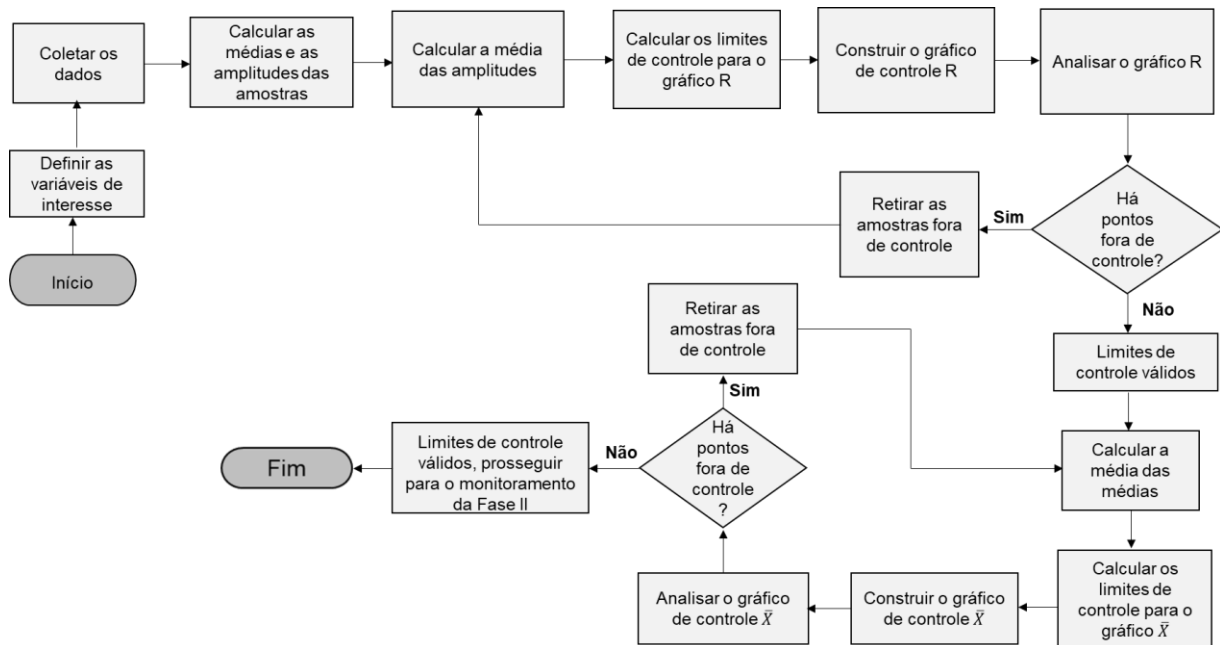 Início
Definir as
variáveis de
interesse
Coletar os
dados
Calcular as
médias e as
amplitudes das
amostras
Calcular a média
das amplitudes
Calcular os limites
de controle para o
gráfico R
Construir o gráfico
de controle R
Analisar o gráfico R
Há
pontos
fora de
controle?
Sim
Retirar as
amostras fora
de controle
Não
Limites de
controle válidos
Calcular a
média das
médias
Calcular os
limites de
controle para o
gráfico X̅
Construir o gráfico
de controle X̅
Analisar o gráfico
de controle X̅
Há
pontos
fora de
controle
?
Sim
Retirar as
amostras fora
de controle
Não
Limites de controle
válidos, prosseguir
para o monitoramento
da Fase II
Fim